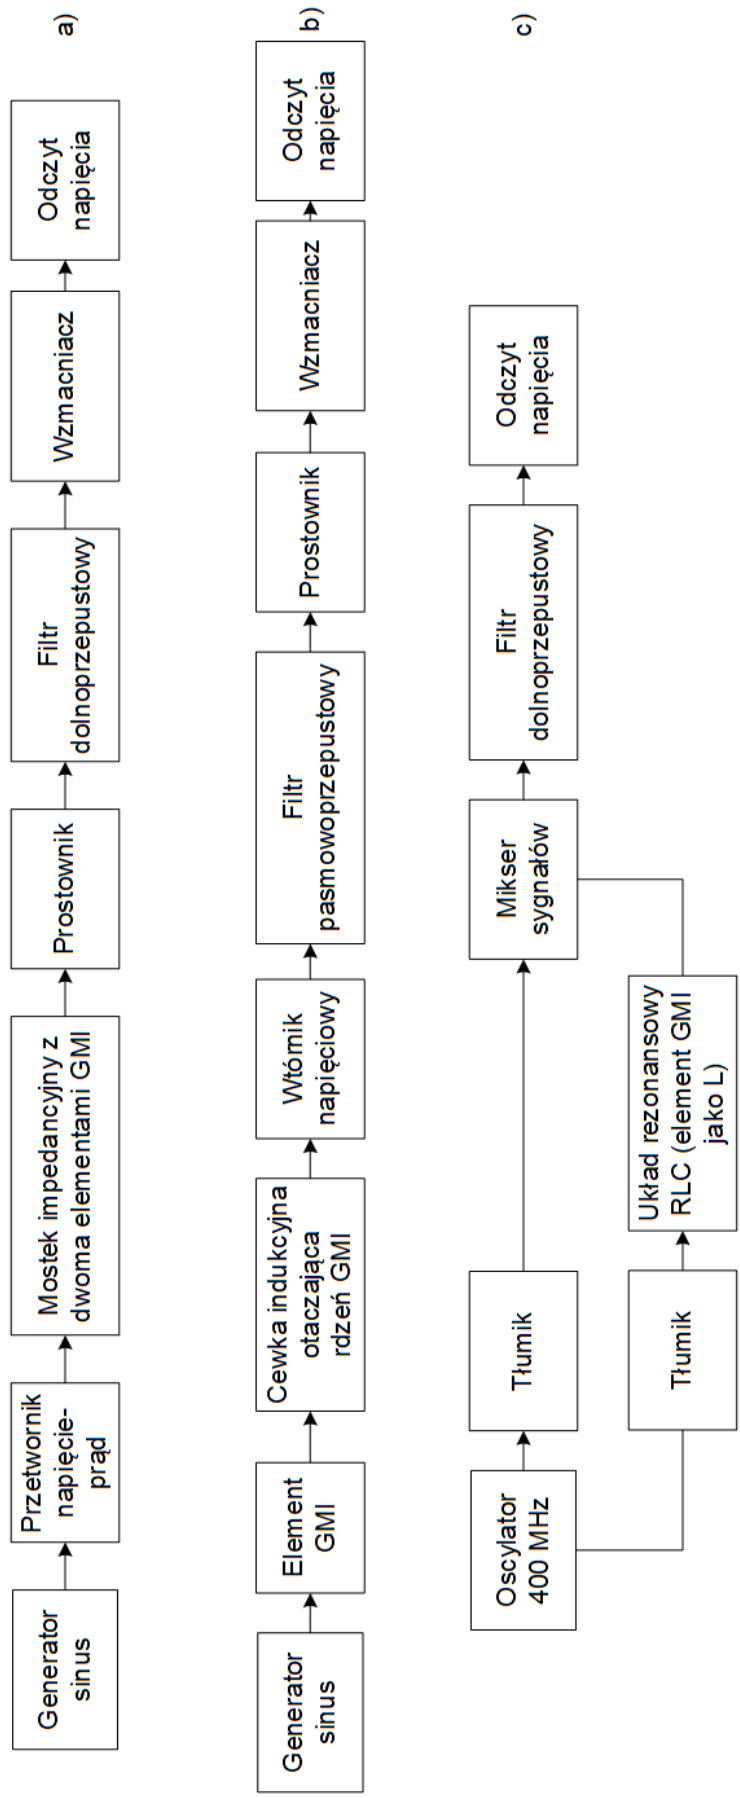 Generator
sinus
Przetwornik
napięcie-
prąd
Mostek impedancyjny z
dwoma elementami GMI
Prostownik
Filtr
dolnoprzepustowy
Wzmacniacz
Odczyt
napięcia
a)
Generator
sinus
Element
GMI
Cewka indukcyjna
otaczająca
rdzeń GMI
Wtórnik
napięciowy
Filtr
pasmowoprzepustowy
Prostownik
Wzmacniacz
Odczyt
napięcia
b)
Oscylator
400 MHz
Tłumik
Mikser
sygnałów
Filtr
dolnoprzepustowy
Odczyt
napięcia
c)
Tłumik
Układ rezonansowy
RLC (element GMI
jako L)